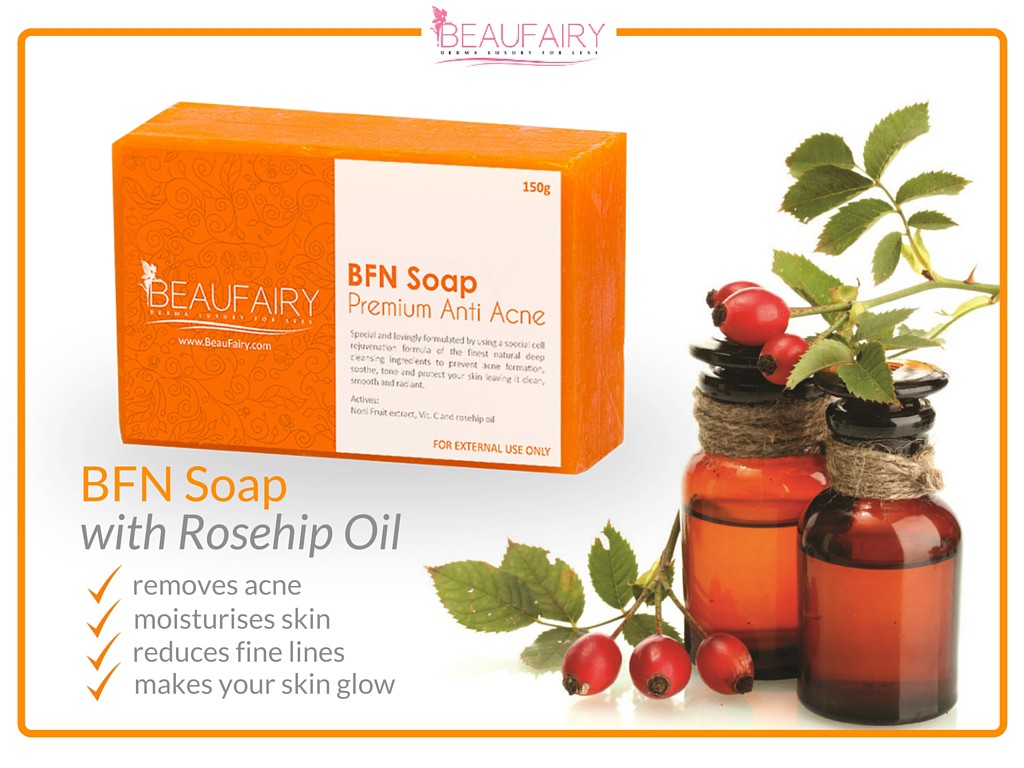 BEAUFAIRY
DERMA LUXURY FOR LESS
150g
BFN Soap
Premium Anti Acne
BEAUFAIRY
DERMA LUXURY FOR LESS
www.BeauFairy.com
Special and lovingly formulated by using a special cell
rejuvenation formula of the finest natural deep
cleansing ingredients to prevent acne formation,
soothe, tone and protect your skin leaving it clean,
smooth and radiant.
Actives:
Noni Fruit extract, Vit. C and rosehip oil
FOR EXTERNAL USE ONLY
BFN Soap
with Rosehip Oil
removes acne
moisturises skin
reduces fine lines
makes your skin glow